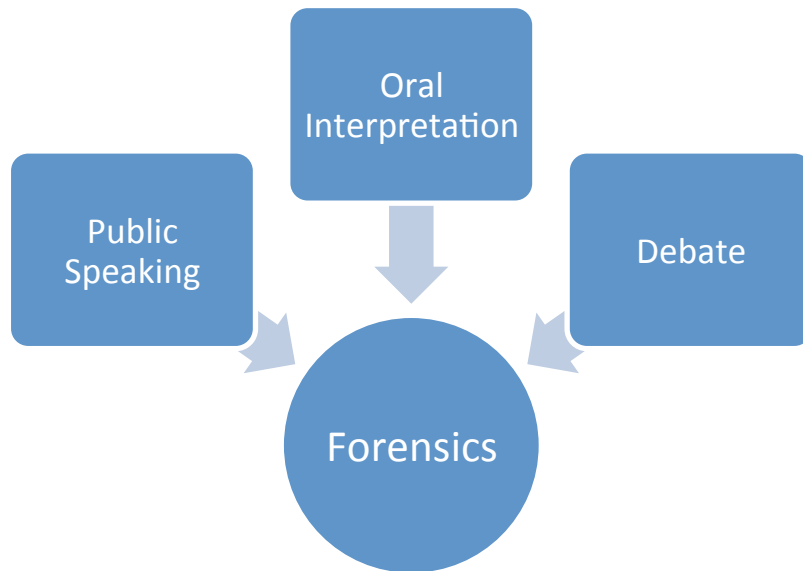 Public
Speaking
Oral
Interpretation
Debate
Forensics